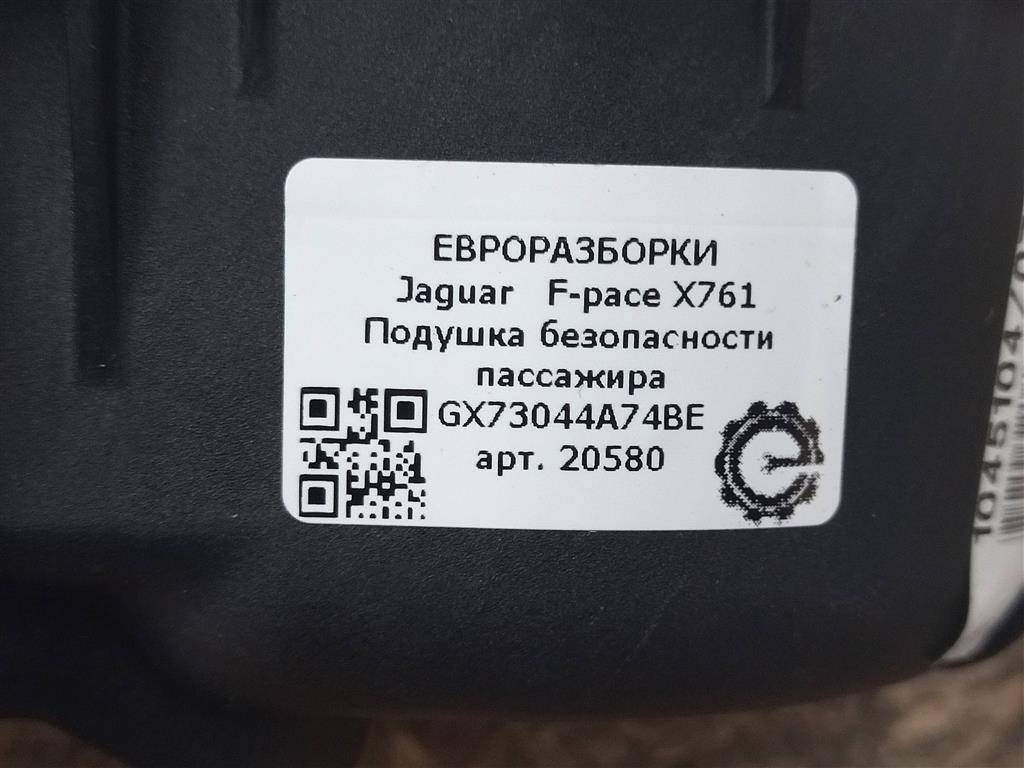 ЕВРОРАЗБОРКИ
Jaguar F-pace X761
Подушка безопасности
пассажира
GX73044A74BE
арт. 20580